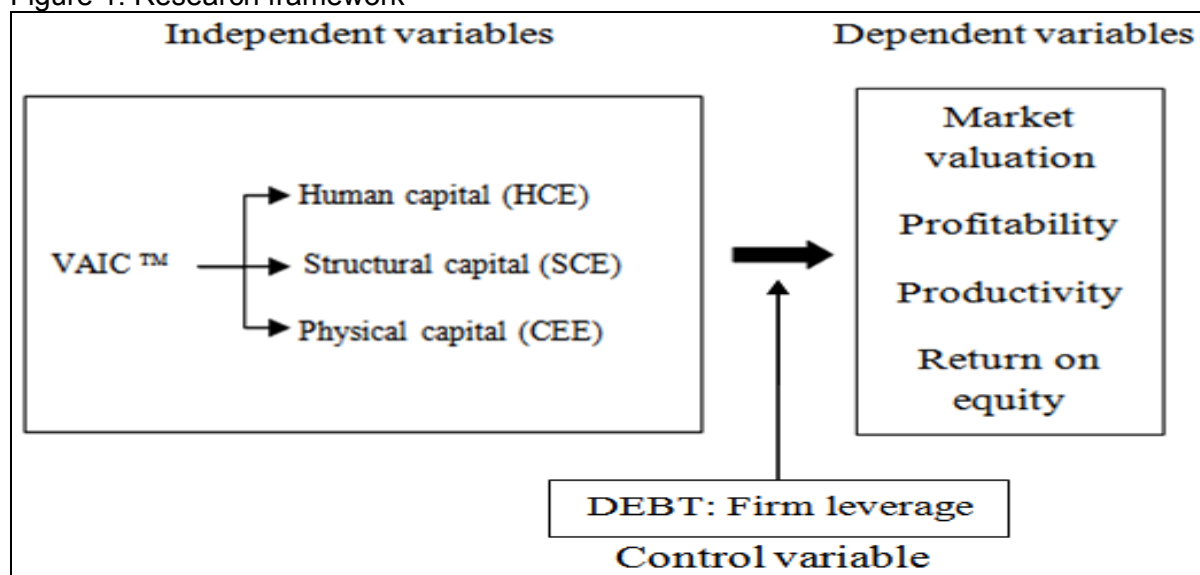 Figure 1: Research framework
Independent variables
Dependent variables
VAIC ™
Human capital (HCE)
Structural capital (SCE)
Physical capital (CEE)
Market
valuation
Profitability
Productivity
Return on
equity
DEBT: Firm leverage
Control variable